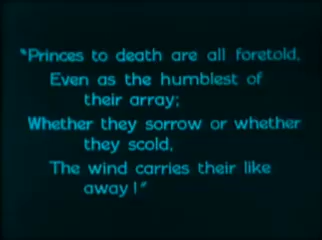 "Princes to death are all foretold,
Even as the humblest of
their array;
Whether they sorrow or whether
they scold,
The wind carries their like
away!"